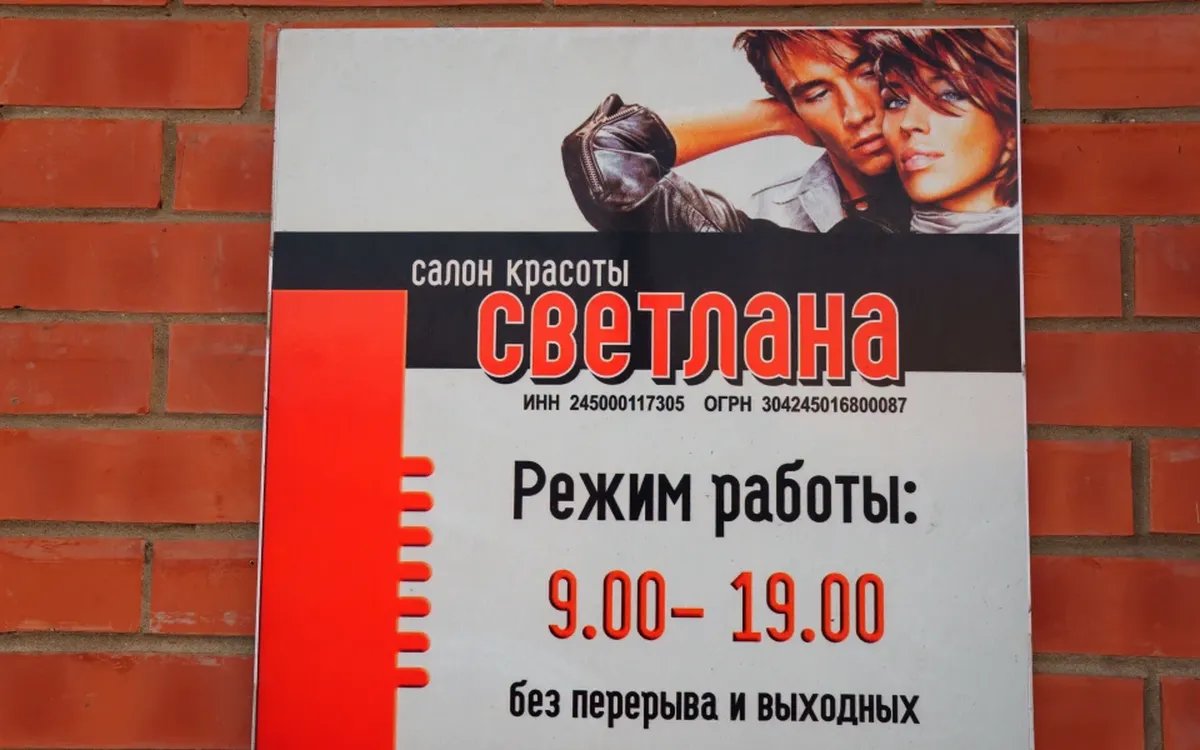 салон красоты
Светлана
ИНН 245000117305 ОГРН 304245016800087
Режим работы:
9.00– 19.00
без перерыва и выходных